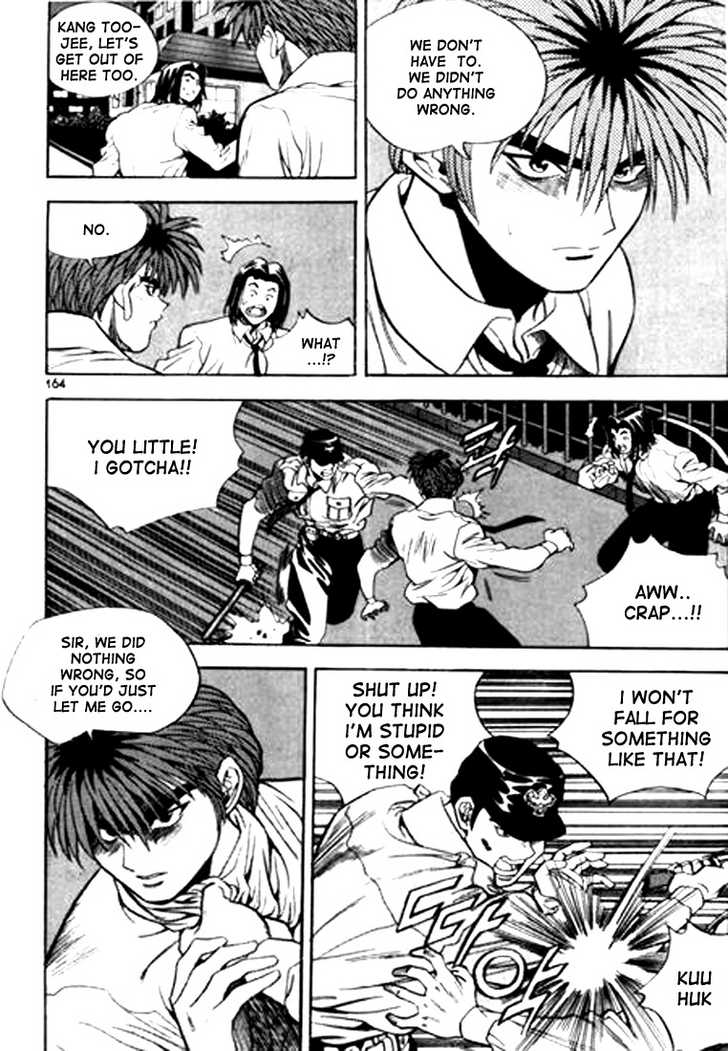 KANG TOO-
JEE, LET'S
GET OUT OF
HERE TOO.
WE DON'T
HAVE TO.
WE DIDN'T
DO ANYTHING
WRONG.
NO.
WHAT
...!?
164
YOU LITTLE!
I GOTCHA!!
AWW..
CRAP...!!
SIR, WE DID
NOTHING
WRONG, SO
IF YOU'D JUST
LET ME GO....
SHUT UP!
YOU THINK
I'M STUPID
OR SOME-
THING!
I WON'T
FALL FOR
SOMETHING
LIKE THAT!
KUU
HUK